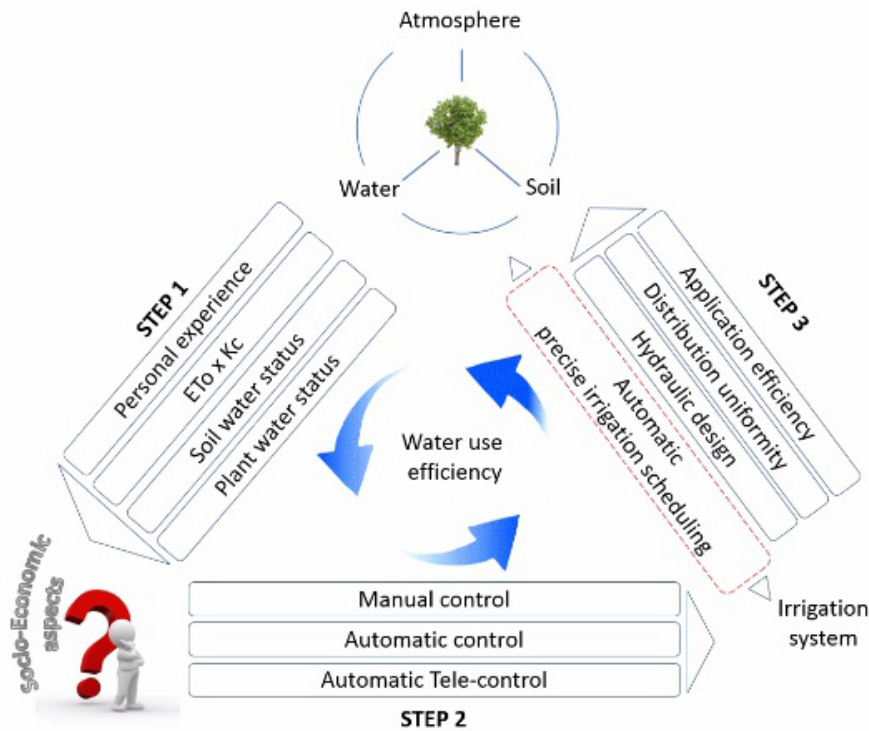 Atmosphere
Water
Soil
STEP 1
Personal experience
ETo x Kc
Soil water status
Plant water status
STEP 3
Application efficiency
Distribution uniformity
Hydraulic design
Automatic
precise irrigation scheduling
Water use
efficiency
Socio-Economic
aspects
Manual control
Automatic control
Automatic Tele-control
STEP 2
Irrigation
system